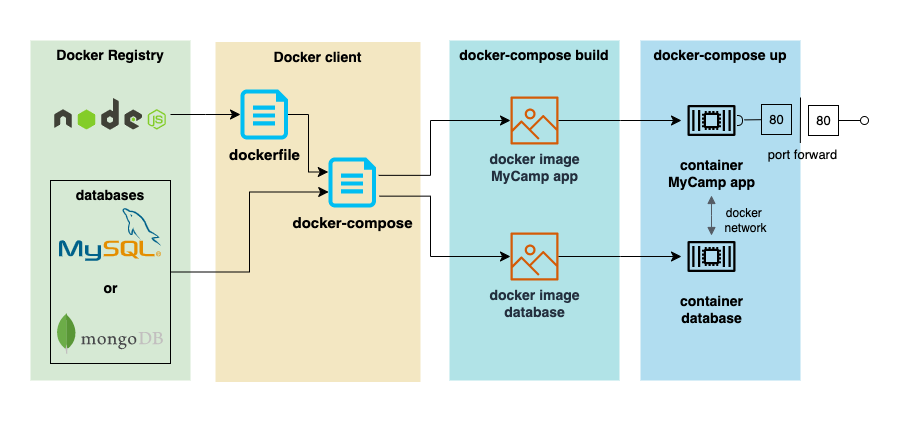 Docker Registry
node
JS
databases
MySQL®
or
mongoDB
Docker client
dockerfile
docker-compose
docker-compose build
docker image
MyCamp app
docker image
database
docker-compose up
80
80
port forward
container
MyCamp app
docker
network
container
database